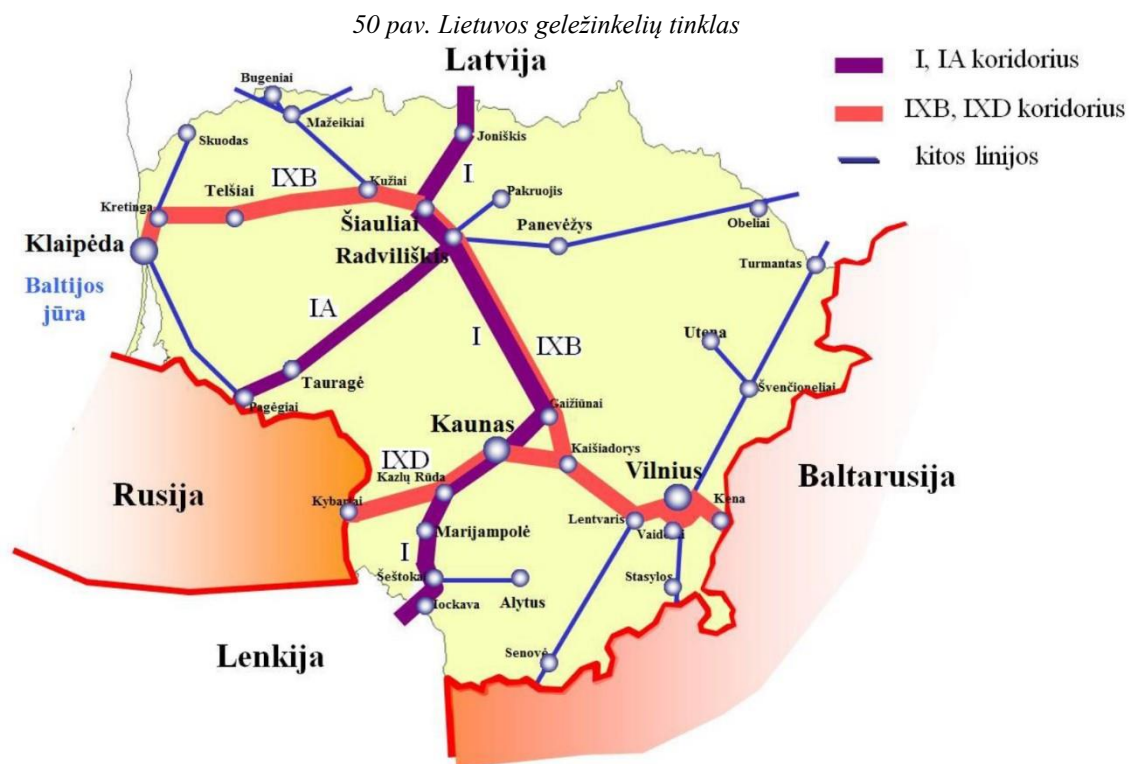 50 pav. Lietuvos geležinkelių tinklas
Latvija
I, IA koridorius
IXB, IXD koridorius
kitos linijos
Bugeniai
Mažeikiai
Skuodas
Joniškis
IXB
I
Kužiai
Telšiai
Pakruojis
Kretinga
Šiauliai
Panevėžys
Obeliai
Klaipėda
Radviliškis
Turmantas
Baltijos
jūra
IA
I
IXB
Utena
Tauragė
Švenčioneliai
Pagėgiai
Gaižiūnai
Kaunas
Kaišiadorys
IXD
Kazlų Rūda
Vilnius
Baltarusija
Rusija
Kybartai
Kena
Lentvaris
Marijampolė
I
Šeštokai
Stasylos
Alytus
Lenkija
Senovė